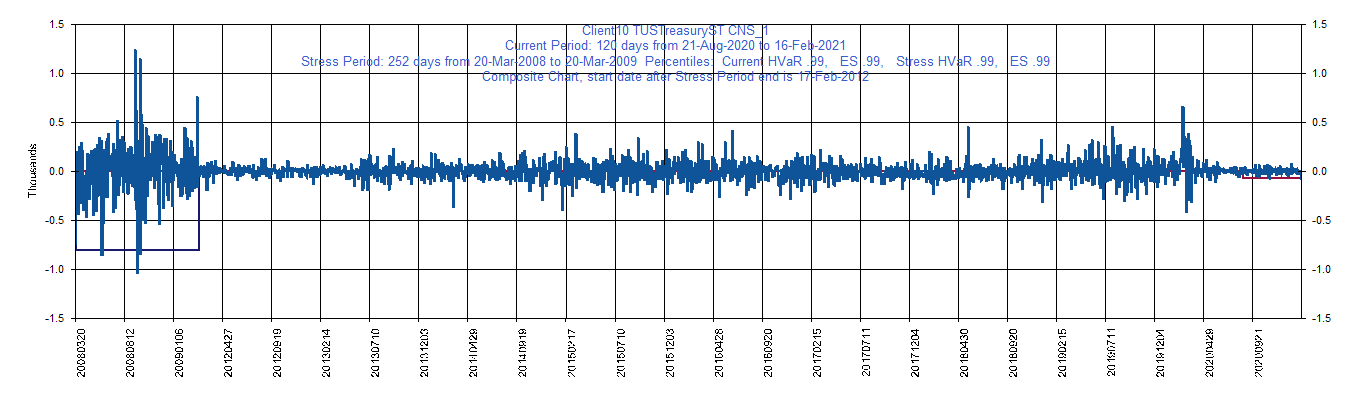 Client10 TUSTreasuryST CNS_1
Current Period: 120 days from 21-Aug-2020 to 16-Feb-2021
Stress Period: 252 days from 20-Mar-2008 to 20-Mar-2009 Percentiles: Current HVaR .99, ES .99, Stress HVaR .99, ES .99
Composite Chart, start date after Stress Period end is 17-Feb-2012
1.5 1.5
1.0 1.0
0.5 0.5
0.0 0.0
-0.5 -0.5
-1.0 -1.0
-1.5 -1.5
Thousands
20080320 20080812 20090106 20120427 20120919 20130214 20130710 20131203 20140429 20140919 20150217 20150710 20151203 20160428 20160920 20170215 20170711 20171204 20180430 20180920 20190215 20190711 20191204 20200429 20200921